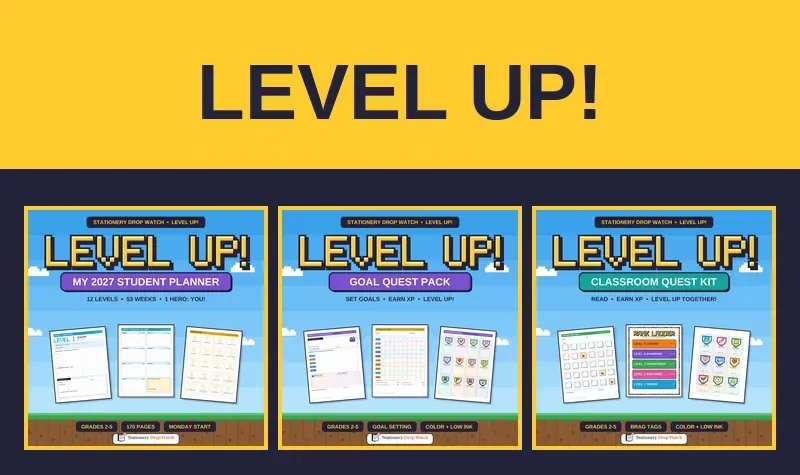 LEVEL UP!
STATIONERY DROP WATCH • LEVEL UP!
LEVEL UP!
MY 2027 STUDENT PLANNER
12 LEVELS • 53 WEEKS • 1 HERO: YOU!
LEVEL 1
GRADES 2-5
170 PAGES
MONDAY START
Stationery Drop Watch
STATIONERY DROP WATCH • LEVEL UP!
LEVEL UP!
GOAL QUEST PACK
SET GOALS • EARN XP • LEVEL UP!
GRADES 2-5
GOAL SETTING
COLOR + LOW INK
Stationery Drop Watch
STATIONERY DROP WATCH • LEVEL UP!
LEVEL UP!
CLASSROOM QUEST KIT
READ • EARN XP • LEVEL UP TOGETHER!
RANK LADDER
GRADES 2-5
BRAG TAGS
COLOR + LOW INK
Stationery Drop Watch